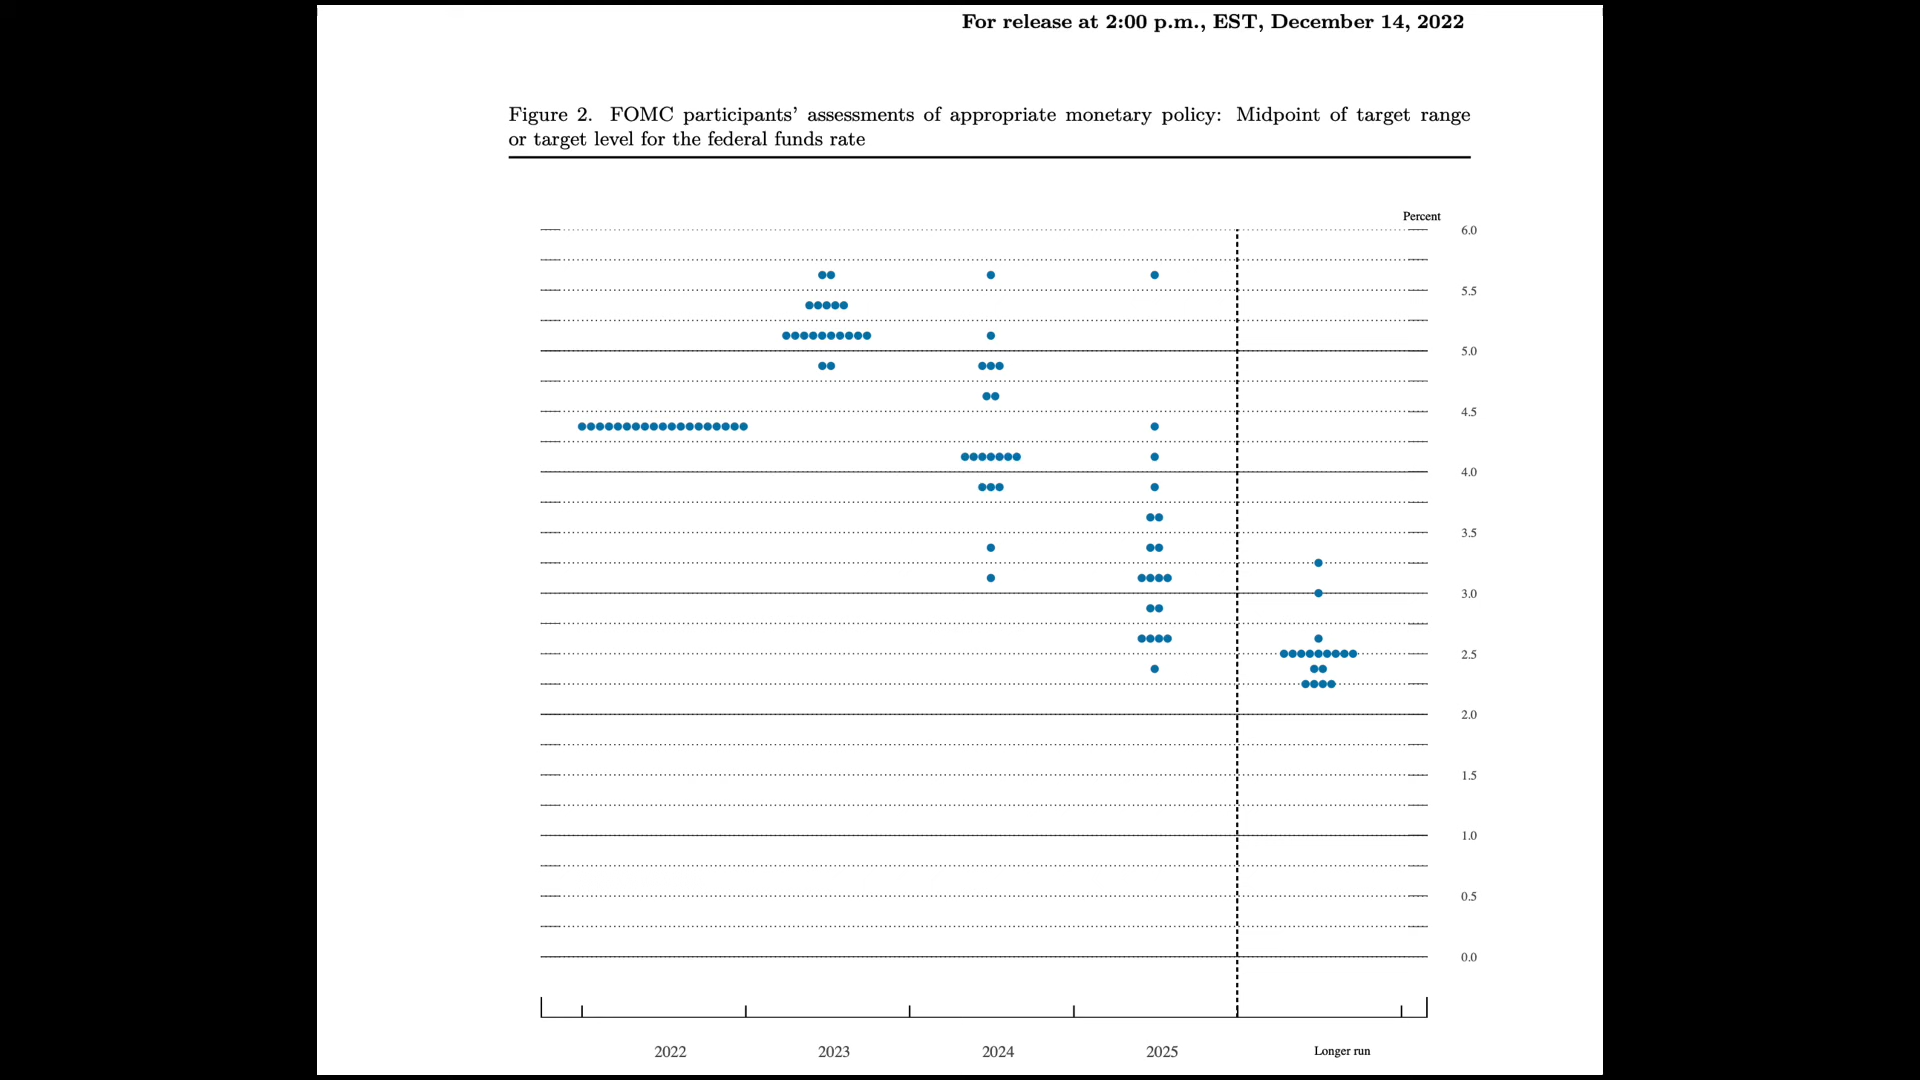 For release at 2:00 p.m., EST, December 14, 2022
Figure 2. FOMC participants’ assessments of appropriate monetary policy: Midpoint of target range
or target level for the federal funds rate
Percent
6.0
5.5
5.0
4.5
4.0
3.5
3.0
2.5
2.0
1.5
1.0
0.5
0.0
2022 2023 2024 2025 Longer run